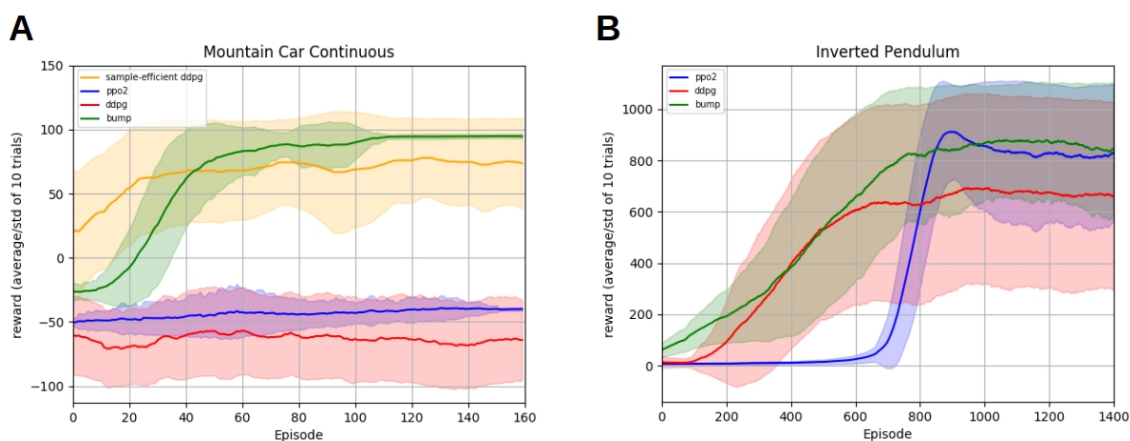 A
Mountain Car Continuous
reward (average/std of 10 trials)
150
100
50
0
−50
−100
sample-efficient ddpg
ppo2
ddpg
bump
0 20 40 60 80 100 120 140 160
Episode
B
Inverted Pendulum
reward (average/std of 10 trials)
1000
800
600
400
200
0
ppo2
ddpg
bump
0 200 400 600 800 1000 1200 1400
Episode